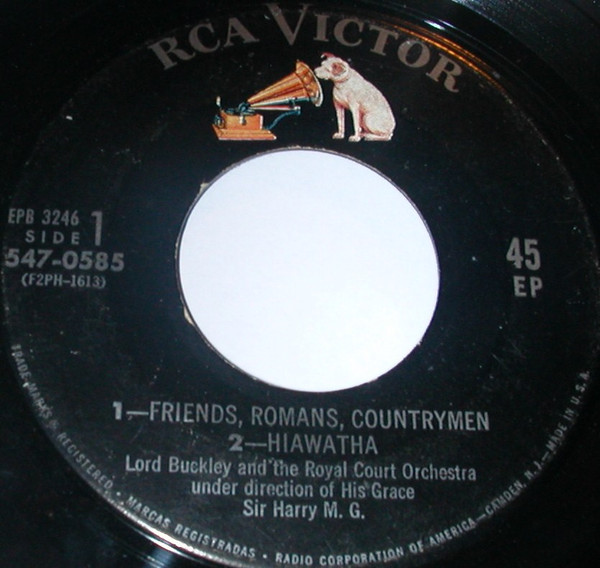 RCA VICTOR
EPB 3246
SIDE 1
547-0585
(F2PH-1613)
45
EP
1—FRIENDS, ROMANS, COUNTRYMEN
2—HIAWATHA
Lord Buckley and the Royal Court Orchestra
under direction of His Grace
Sir Harry M. G.
TRADE MARKS ® REGISTERED • MARCAS REGISTRADAS • RADIO CORPORATION OF AMERICA—CAMDEN, N. J.—MADE IN U.S.A.